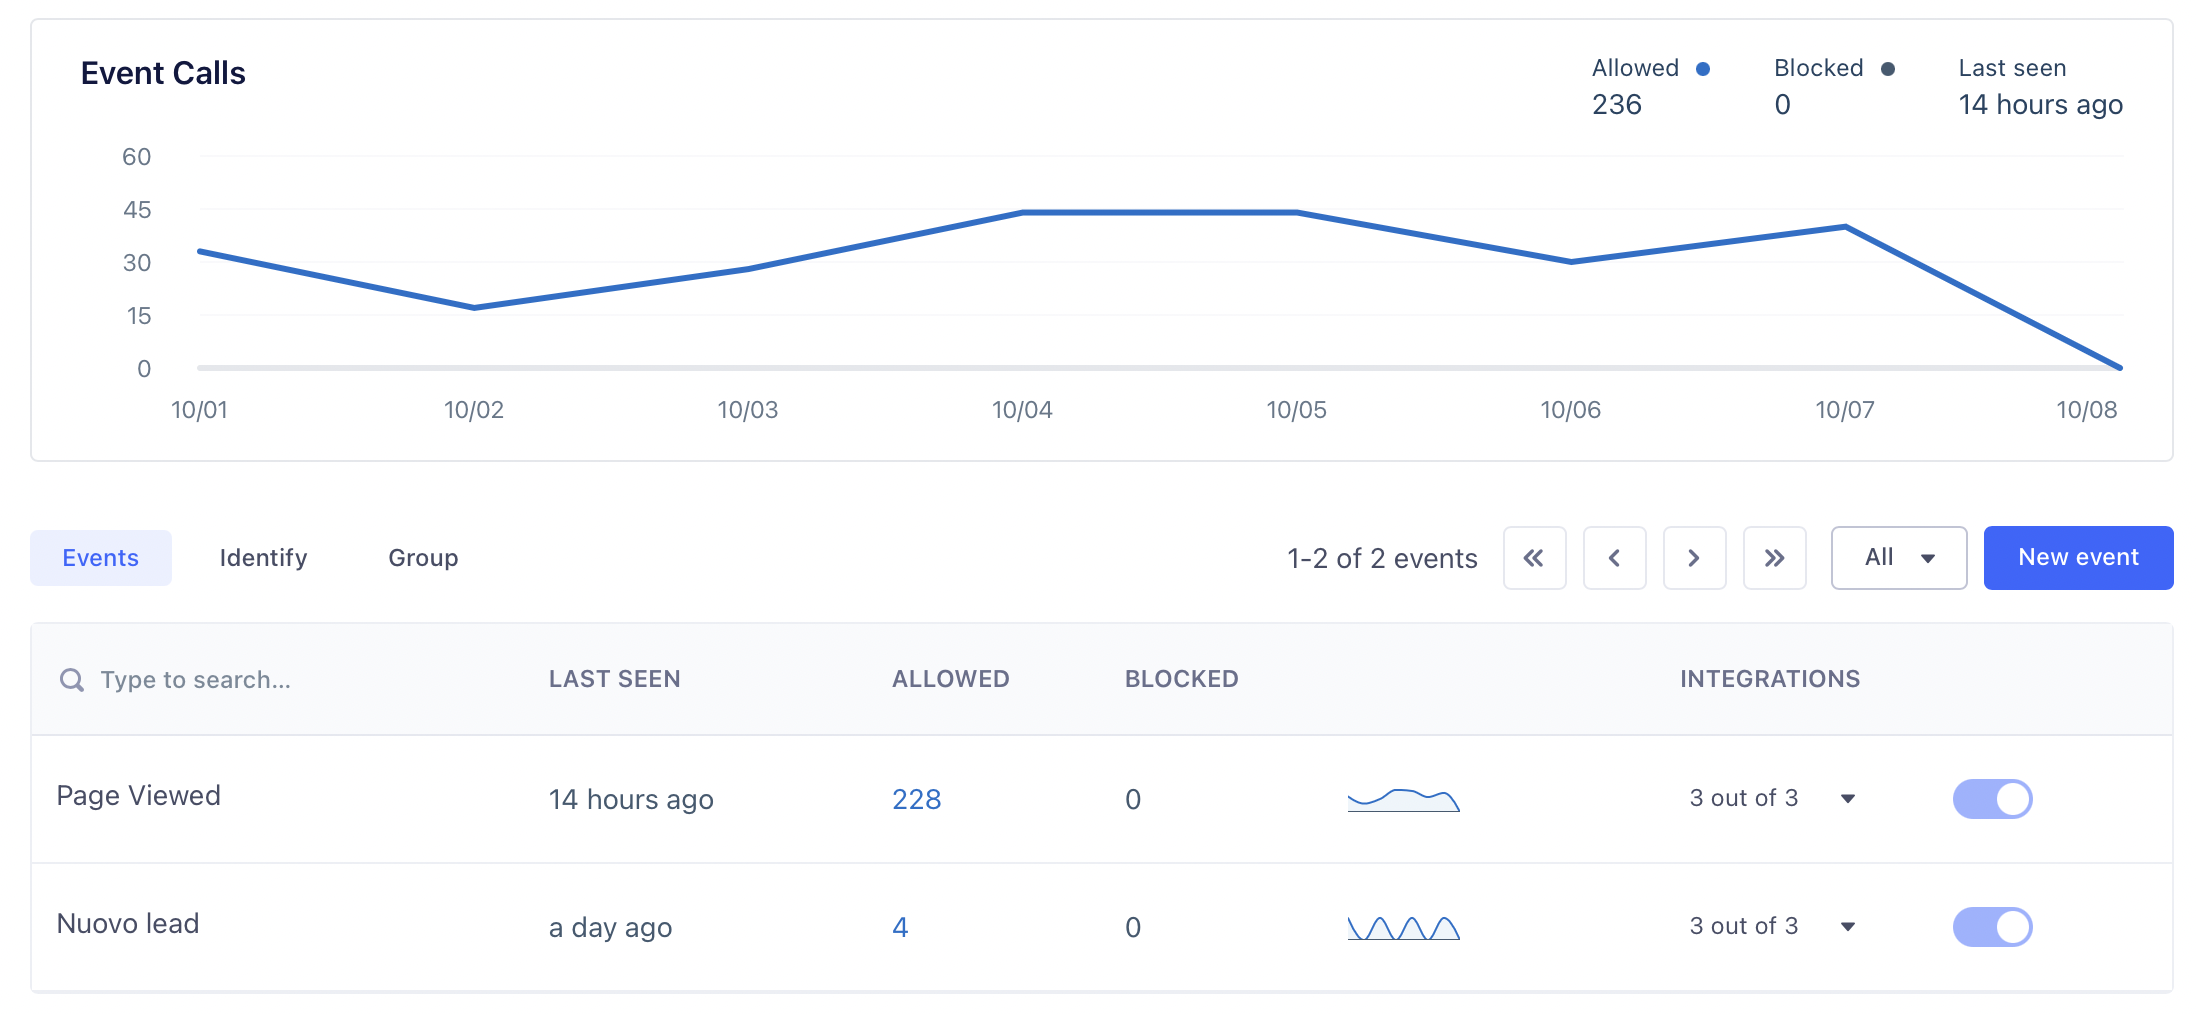 Event Calls
Allowed Blocked Last seen
236 0 14 hours ago
60
45
30
15
0
10/01 10/02 10/03 10/04 10/05 10/06 10/07 10/08
Events Identify Group 1-2 of 2 events All New event
Type to search... LAST SEEN ALLOWED BLOCKED INTEGRATIONS
Page Viewed 14 hours ago 228 0 3 out of 3
Nuovo lead a day ago 4 0 3 out of 3